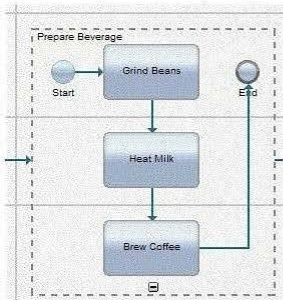 Prepare Beverage
Grind Beans
Start
End
Heat Milk
Brew Coffee